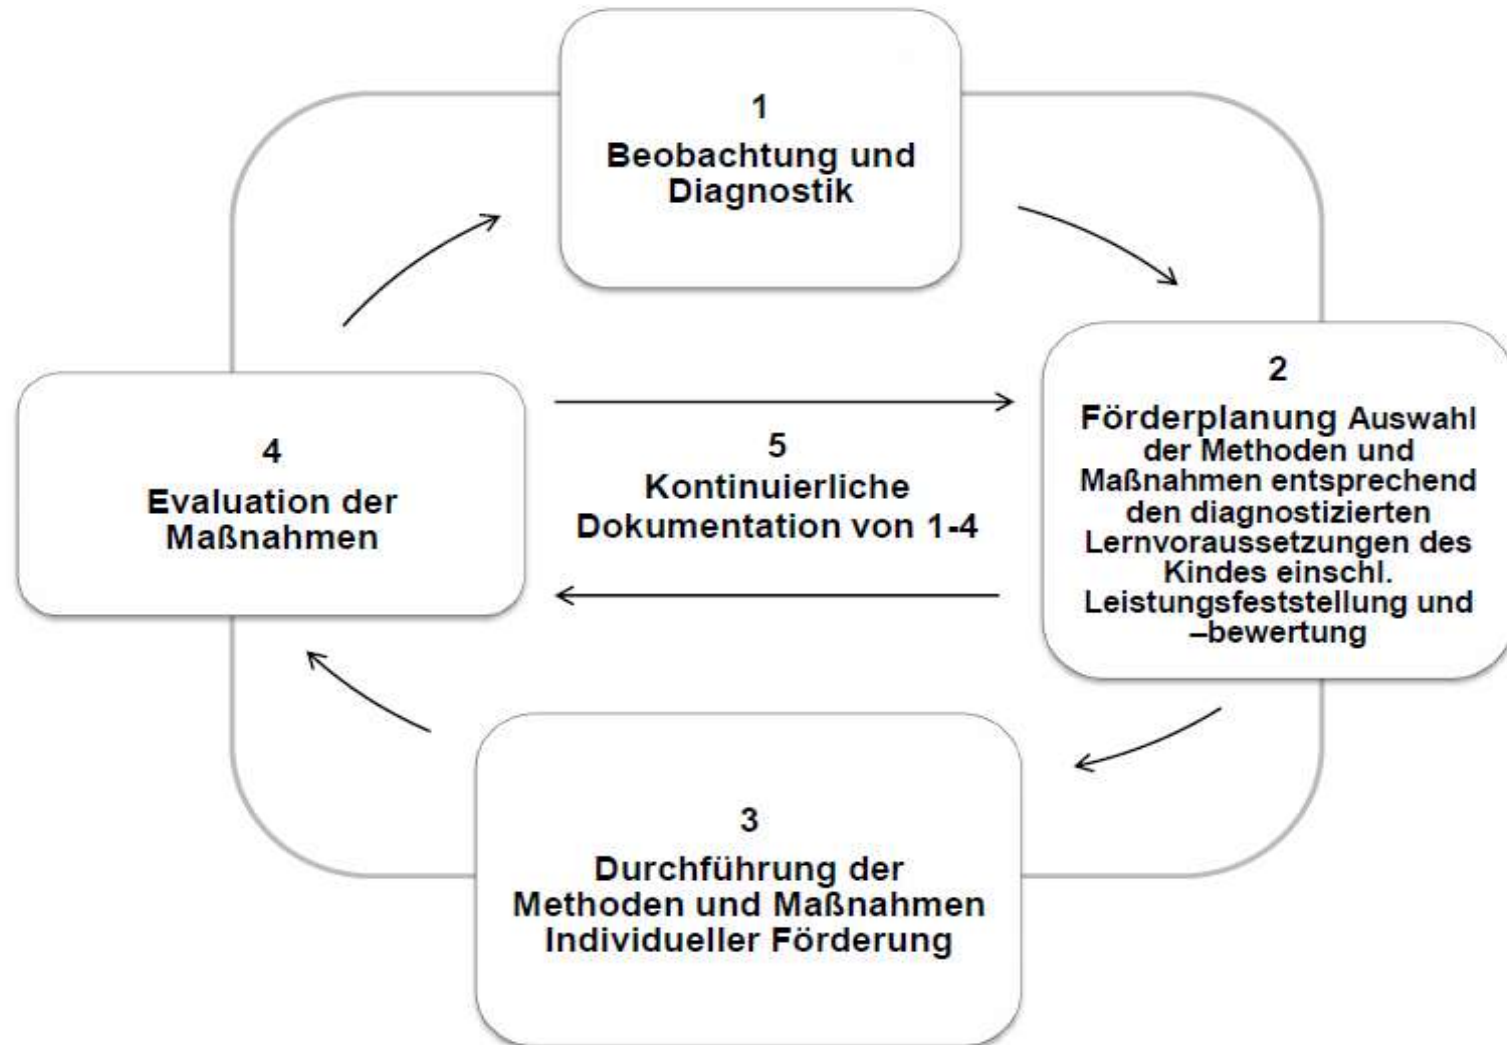 1
Beobachtung und
Diagnostik
2
Förderplanung Auswahl
der Methoden und
Maßnahmen entsprechend
den diagnostizierten
Lernvoraussetzungen des
Kindes einschl.
Leistungsfeststellung und
–bewertung
3
Durchführung der
Methoden und Maßnahmen
Individueller Förderung
4
Evaluation der
Maßnahmen
5
Kontinuierliche
Dokumentation von 1-4